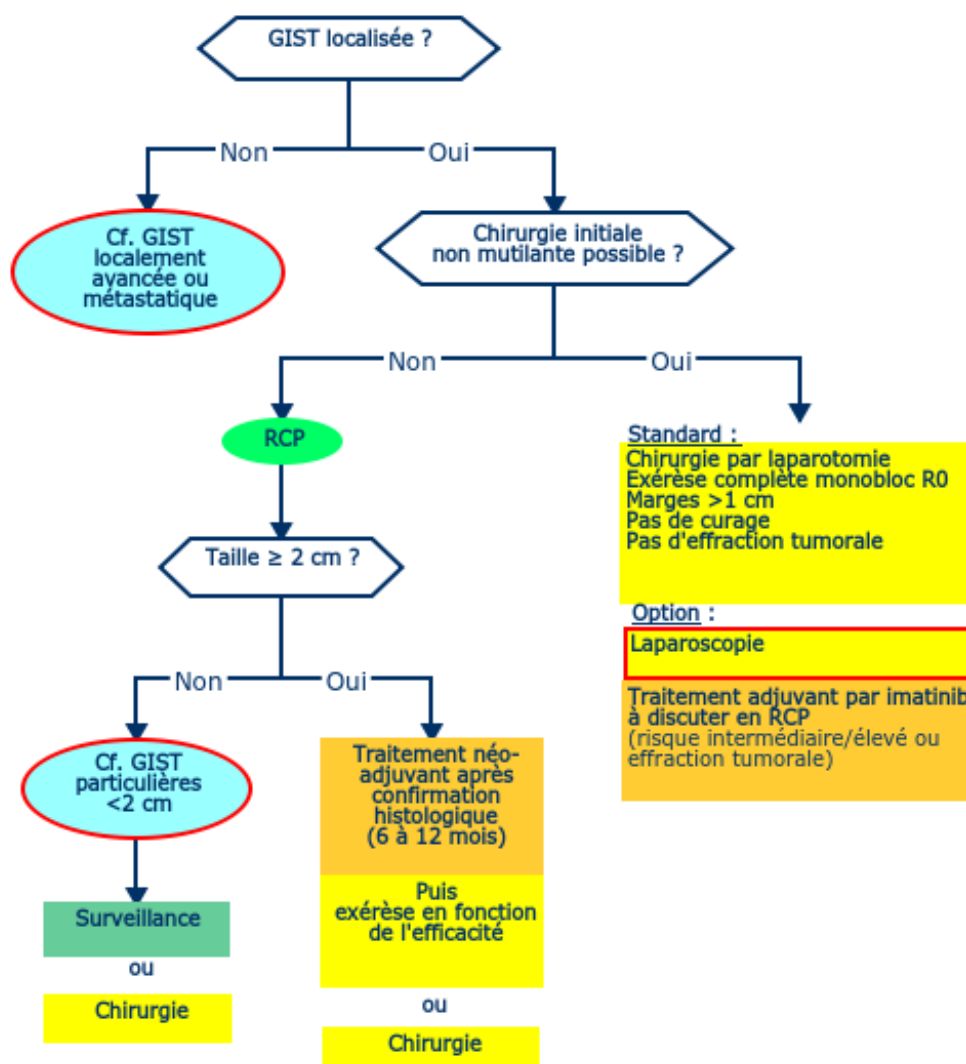 GIST localisée ?
Non
Oui
Cf. GIST
localement
avancée ou
métastatique
Chirurgie initiale
non mutilante possible ?
Non
Oui
RCP
Standard :
Chirurgie par laparotomie
Exérèse complète monobloc R0
Marges >1 cm
Pas de curage
Pas d'effraction tumorale
Taille ≥ 2 cm ?
Option :
Laparoscopie
Traitement adjuvant par imatinib
à discuter en RCP
(risque intermédiaire/élevé ou
effraction tumorale)
Non
Oui
Cf. GIST
particulières
<2 cm
Traitement néo-
adjuvant après
confirmation
histologique
(6 à 12 mois)
Puis
exérèse en fonction
de l'efficacité
Surveillance
ou
Chirurgie
ou
Chirurgie